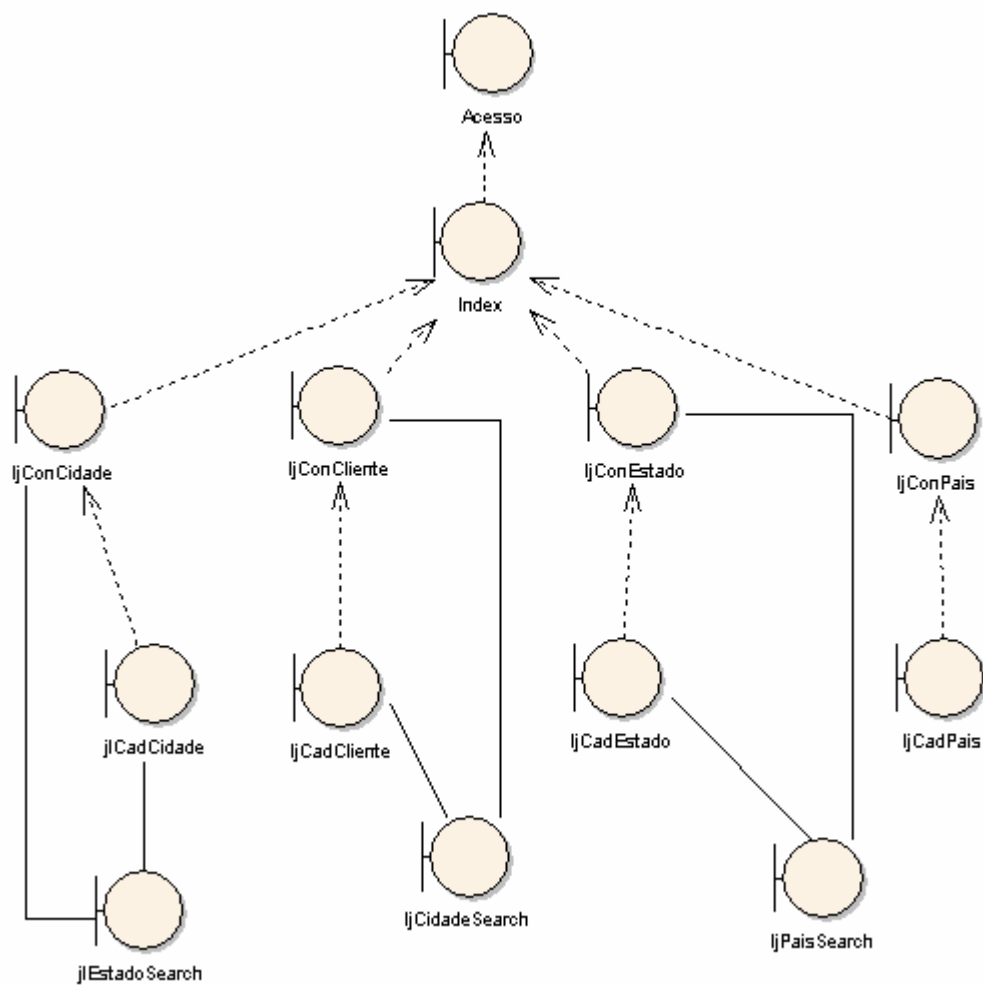 Acesso
Index
ljConCidade
ljConCliente
ljConEstado
ljConPais
jlCadCidade
ljCadCliente
ljCadEstado
ljCadPais
ljCidadeSearch
ljPaisSearch
jlEstadoSearch